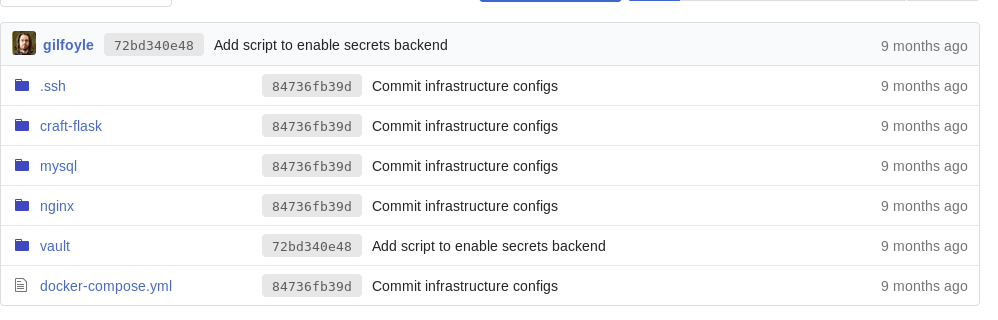 gilfoyle 72bd340e48 Add script to enable secrets backend 9 months ago
.ssh 84736fb39d Commit infrastructure configs 9 months ago
craft-flask 84736fb39d Commit infrastructure configs 9 months ago
mysql 84736fb39d Commit infrastructure configs 9 months ago
nginx 84736fb39d Commit infrastructure configs 9 months ago
vault 72bd340e48 Add script to enable secrets backend 9 months ago
docker-compose.yml 84736fb39d Commit infrastructure configs 9 months ago